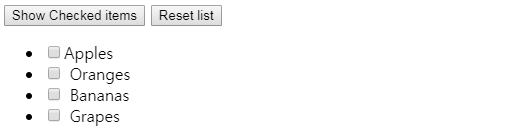 Show Checked items Reset list
Apples
Oranges
Bananas
Grapes